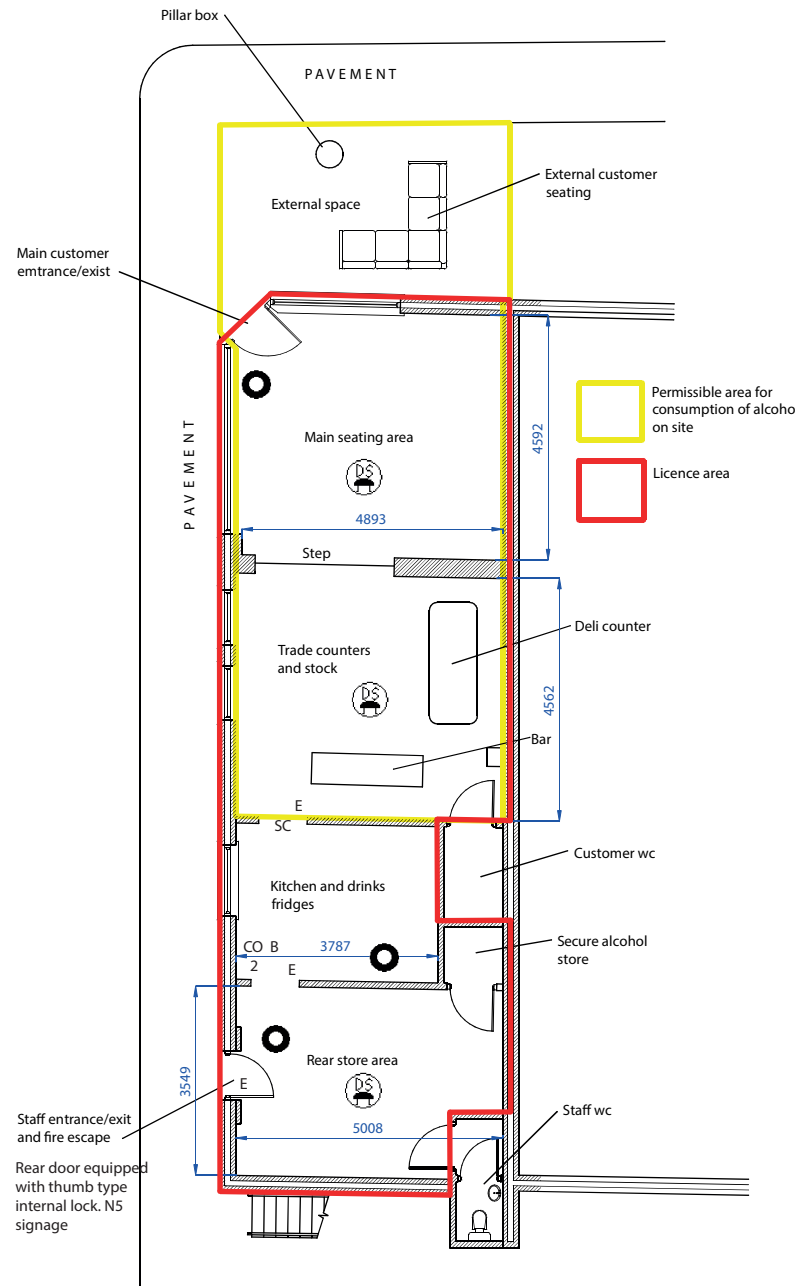 Pillar box
PAVEMENT
External customer
seating
External space
Main customer
emtrance/exist
Permissible area for
consumption of alcoho
on site
Licence area
PAVEMENT
Main seating area
DS
4592
4893
Step
Trade counters
and stock
Deli counter
DS
4562
Bar
E
SC
Customer wc
Kitchen and drinks
fridges
Secure alcohol
store
CO B
2
3787
E
Rear store area
DS
3549
E
5008
Staff wc
Staff entrance/exit
and fire escape
Rear door equipped
with thumb type
internal lock. N5
signage